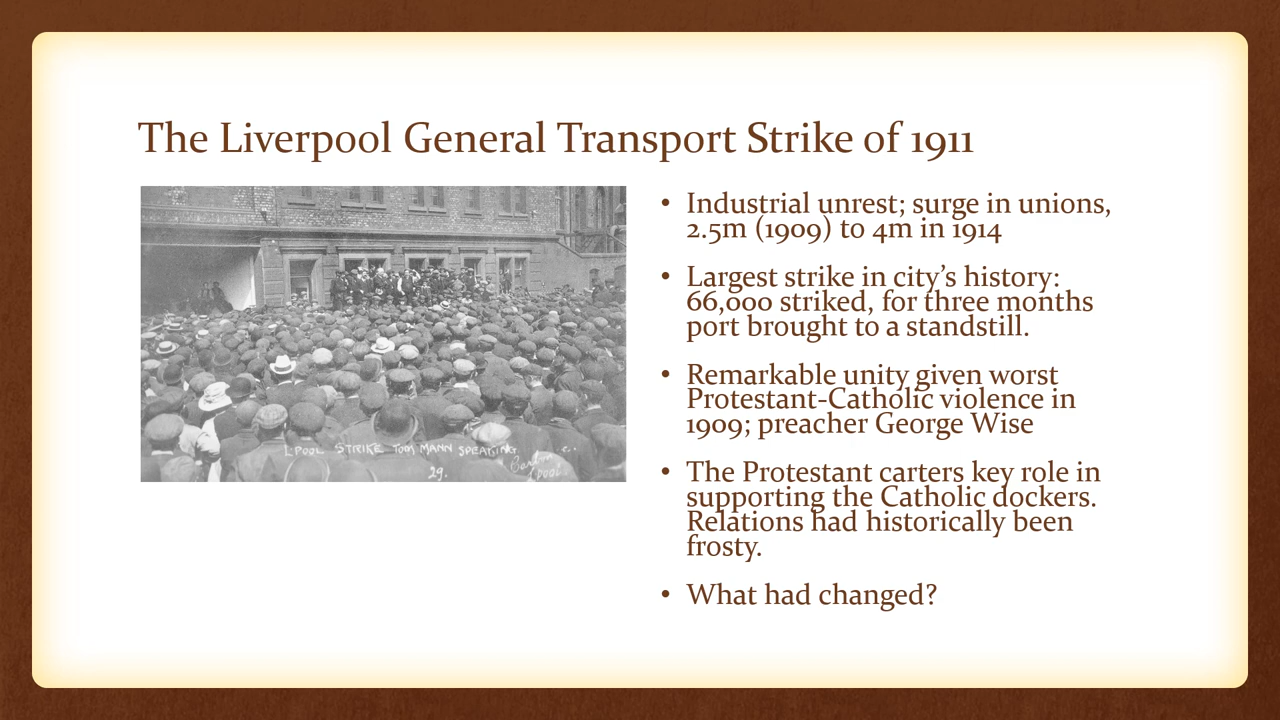 The Liverpool General Transport Strike of 1911
• Industrial unrest; surge in unions,
2.5m (1909) to 4m in 1914
• Largest strike in city's history:
66,000 striked, for three months
port brought to a standstill.
• Remarkable unity given worst
Protestant-Catholic violence in
1909; preacher George Wise
• The Protestant carters key role in
supporting the Catholic dockers.
Relations had historically been
frosty.
• What had changed?
LPOOL STRIKE TOM MANN SPEAKING
29.